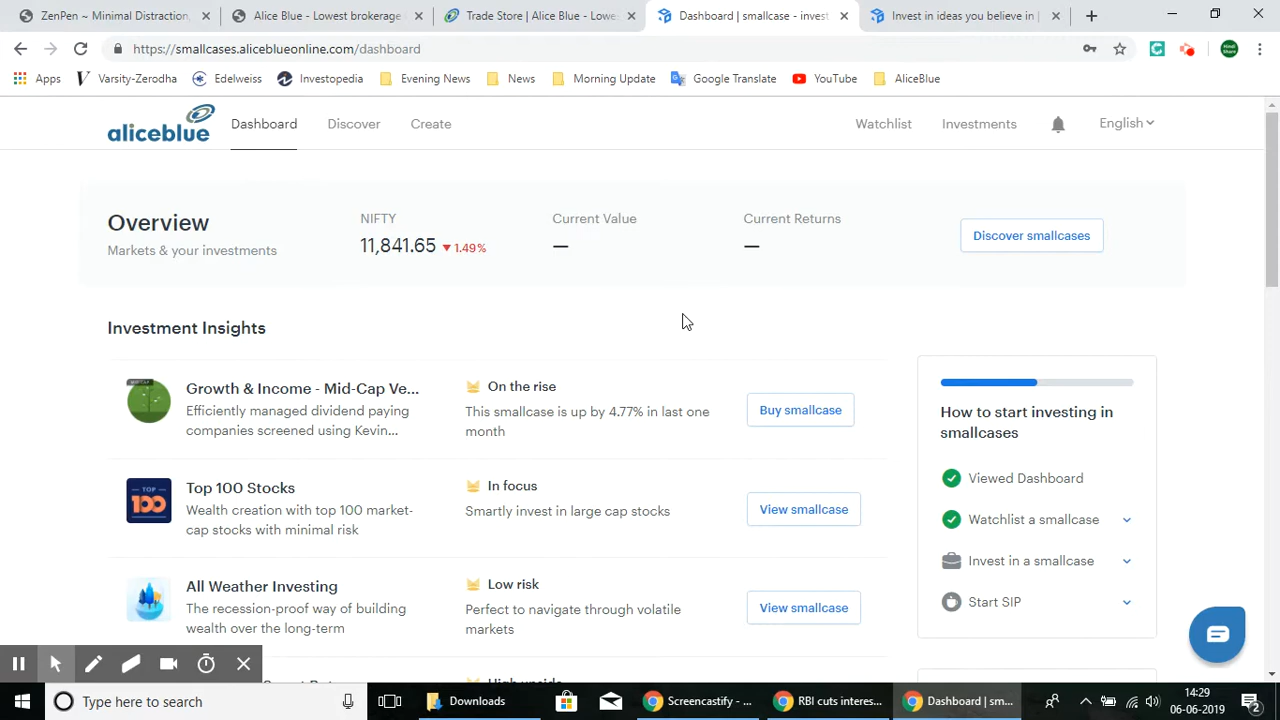 ZenPen ~ Minimal Distraction,
Alice Blue - Lowest brokerage
Trade Store | Alice Blue - Lowe
Dashboard | smallcase - invest
Invest in ideas you believe in |
https://smallcases.aliceblueonline.com/dashboard
Apps
Varsity-Zerodha
Edelweiss
Investopedia
Evening News
News
Morning Update
Google Translate
YouTube
AliceBlue
aliceblue
Dashboard
Discover
Create
Watchlist
Investments
English
Overview
Markets & your investments
NIFTY
11,841.65 ▼ 1.49%
Current Value
—
Current Returns
—
Discover smallcases
Investment Insights
Growth & Income - Mid-Cap Ve...
Efficiently managed dividend paying
companies screened using Kevin...
On the rise
This smallcase is up by 4.77% in last one
month
Buy smallcase
TOP
100
Top 100 Stocks
Wealth creation with top 100 market-
cap stocks with minimal risk
In focus
Smartly invest in large cap stocks
View smallcase
All Weather Investing
The recession-proof way of building
wealth over the long-term
Low risk
Perfect to navigate through volatile
markets
View smallcase
How to start investing in
smallcases
Viewed Dashboard
Watchlist a smallcase
Invest in a smallcase
Start SIP
Type here to search
Downloads
Screencastify - ...
RBI cuts interes...
Dashboard | sm...
14:29
06-06-2019
2